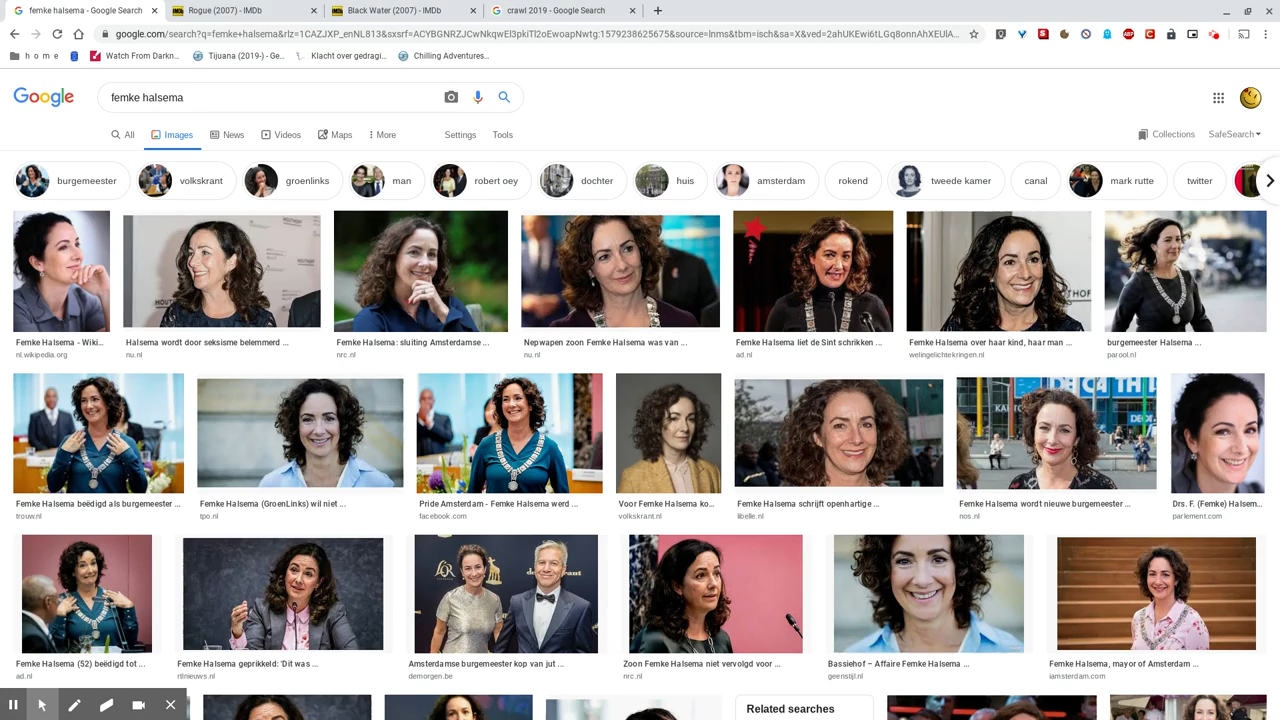 femke halsema - Google Search
Rogue (2007) - IMDb
Black Water (2007) - IMDb
crawl 2019 - Google Search
google.com/search?q=femke+halsema&rlz=1CAZJXP_enNL813&sxsrf=ACYBGNRZJCwNkqwEl3pkiTl2oEwoapNwtg:1579238625675&source=lnms&tbm=isch&sa=X&ved=2ahUKEwi6tLGq8onnAhXEUlA...
h o m e
Watch From Darkn...
Tijuana (2019-) - Ge...
Klacht over gedragi...
Chilling Adventures...
Google
femke halsema
All
Images
News
Videos
Maps
More
Settings
Tools
Collections
SafeSearch
burgemeester
volkskrant
groenlinks
man
robert oey
dochter
huis
amsterdam
rokend
tweede kamer
canal
mark rutte
twitter
Femke Halsema - Wiki...
nl.wikipedia.org
Halsema wordt door seksisme belemmerd ...
nu.nl
Femke Halsema: sluiting Amsterdamse ...
nrc.nl
Nepwapen zoon Femke Halsema was van ...
nu.nl
Femke Halsema liet de Sint schrikken ...
ad.nl
Femke Halsema over haar kind, haar man ...
welingelichtekringen.nl
burgemeester Halsema ...
parool.nl
Femke Halsema beëdigd als burgemeester ...
trouw.nl
Femke Halsema (GroenLinks) wil niet ...
tpo.nl
Pride Amsterdam - Femke Halsema werd ...
facebook.com
Voor Femke Halsema ko...
volkskrant.nl
Femke Halsema schrijft openhartige ...
libelle.nl
Femke Halsema wordt nieuwe burgemeester ...
nos.nl
Drs. F. (Femke) Halsem...
parlement.com
Femke Halsema (52) beëdigd tot ...
ad.nl
Femke Halsema geprikkeld: 'Dit was ...
rtlnieuws.nl
Amsterdamse burgemeester kop van jut ...
demorgen.be
Zoon Femke Halsema niet vervolgd voor ...
nrc.nl
Bassiehof – Affaire Femke Halsema ...
geenstijl.nl
Femke Halsema, mayor of Amsterdam ...
iamsterdam.com
Related searches